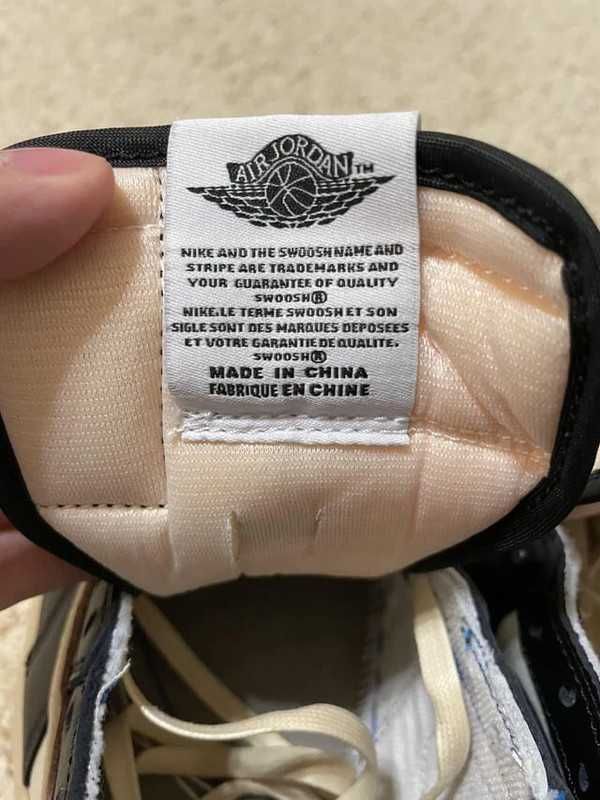 AIR JORDAN TM
NIKE AND THE SWOOSH NAME AND
STRIPE ARE TRADEMARKS AND
YOUR GUARANTEE OF QUALITY
SWOOSH®
NIKE.LE TERME SWOOSH ET SON
SIGLE SONT DES MARQUES DEPOSEES
ET VOTRE GARANTIE DE QUALITE.
SWOOSH®
MADE IN CHINA
FABRIQUE EN CHINE